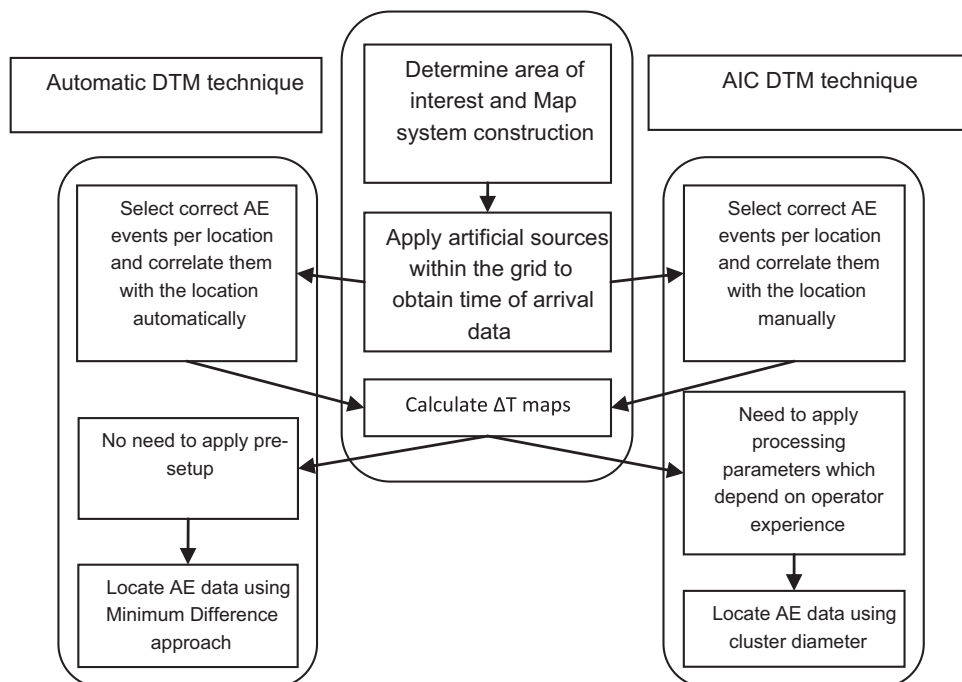 Automatic DTM technique
Determine area of
interest and Map
system construction
AIC DTM technique
Select correct AE
events per location
and correlate them
with the location
automatically
Apply artificial sources
within the grid to
obtain time of arrival
data
Select correct AE
events per location
and correlate them
with the location
manually
Calculate ΔT maps
No need to apply pre-
setup
Need to apply
processing
parameters which
depend on operator
experience
Locate AE data using
Minimum Difference
approach
Locate AE data using
cluster diameter